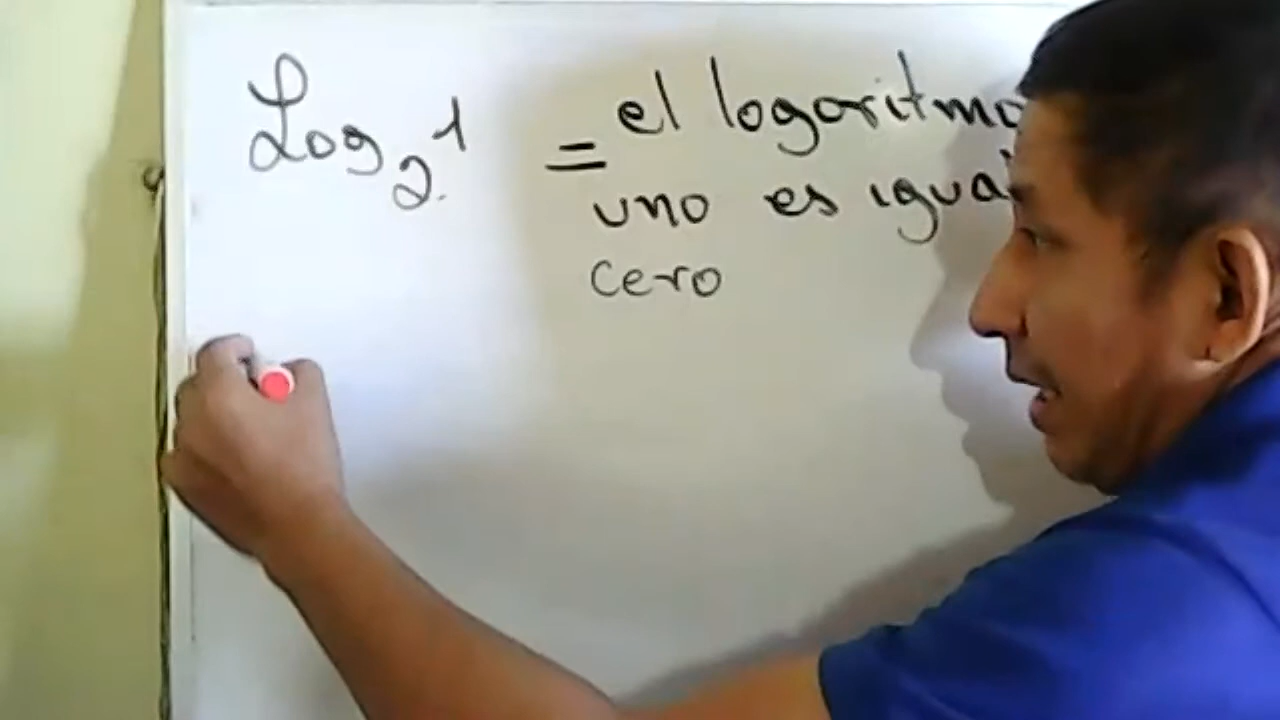 Log₂1 = el logaritmo
uno es igual
cero